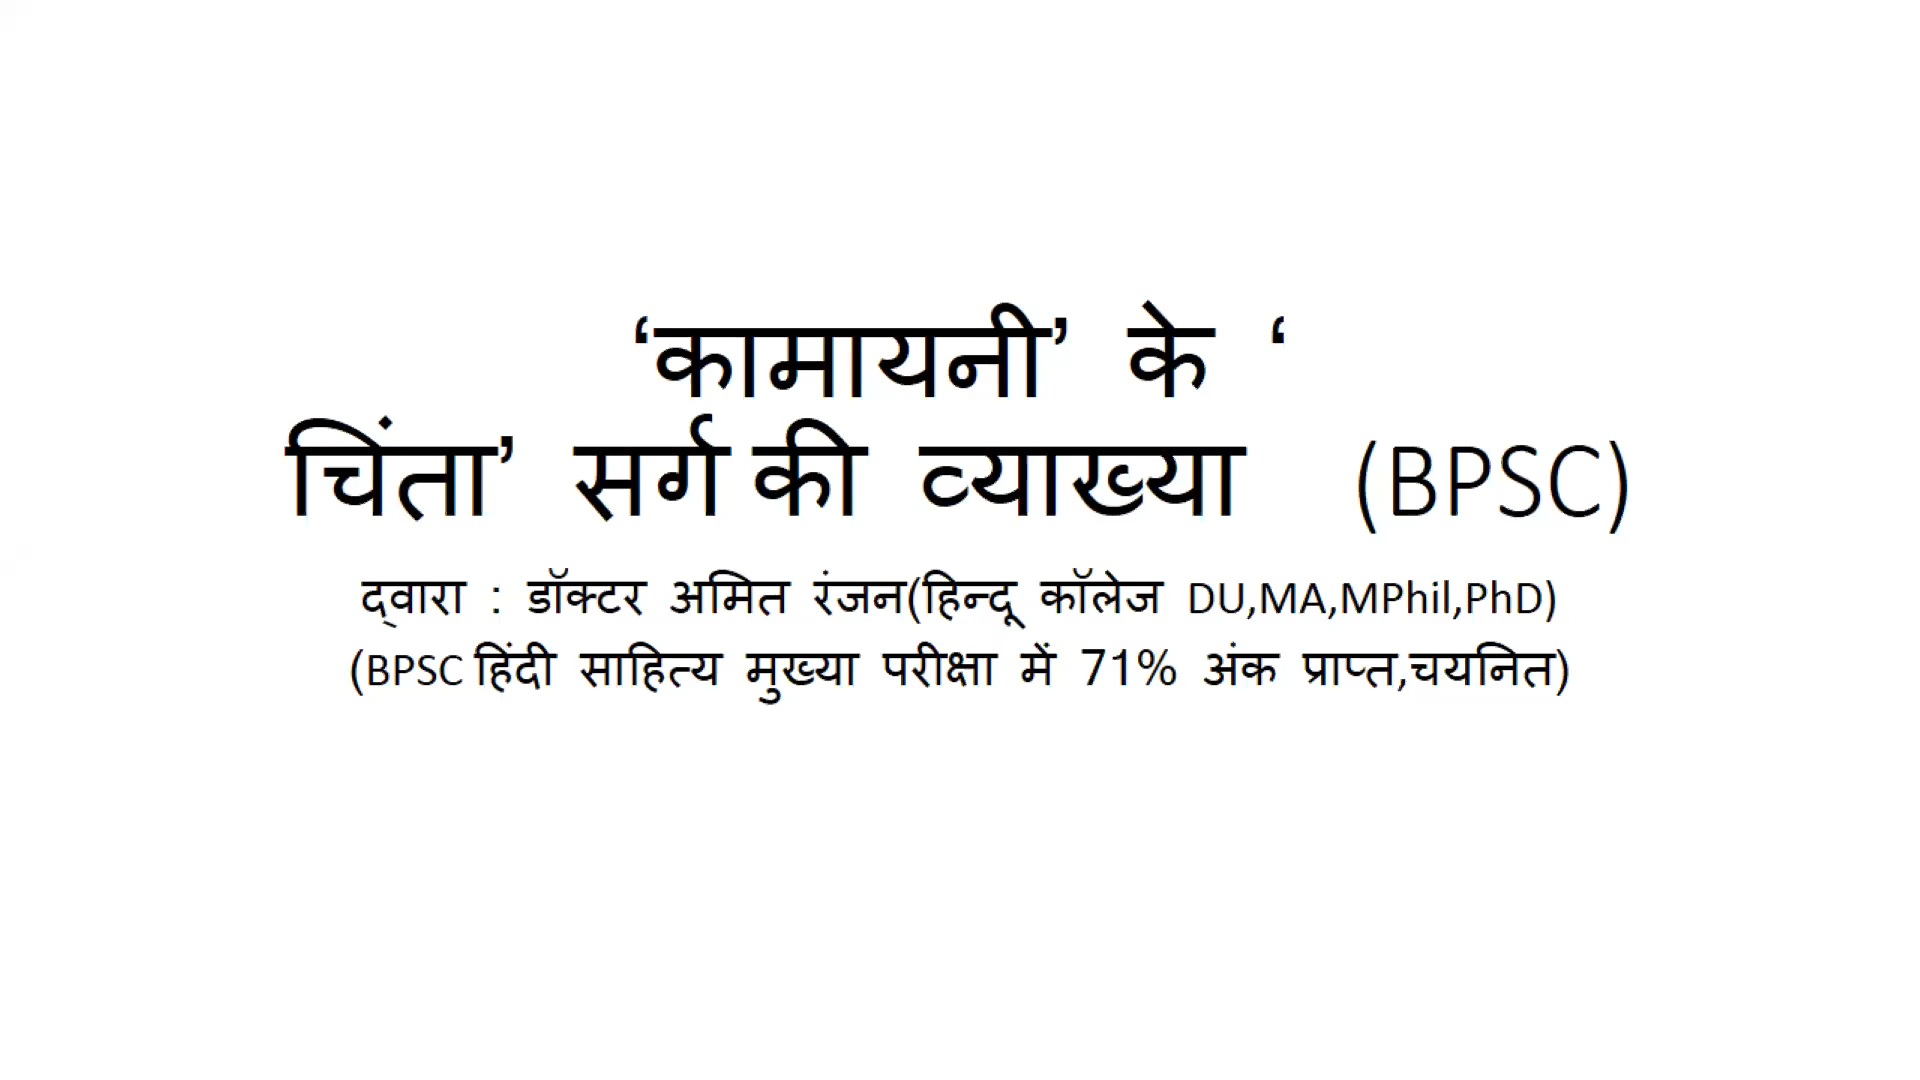 ‘कामायनी’ के ‘
चिंता’ सर्ग की व्याख्या (BPSC)
द्वारा : डॉक्टर अमित रंजन(हिन्दू कॉलेज DU,MA,MPhil,PhD)
(BPSC हिंदी साहित्य मुख्या परीक्षा में 71% अंक प्राप्त,चयनित)